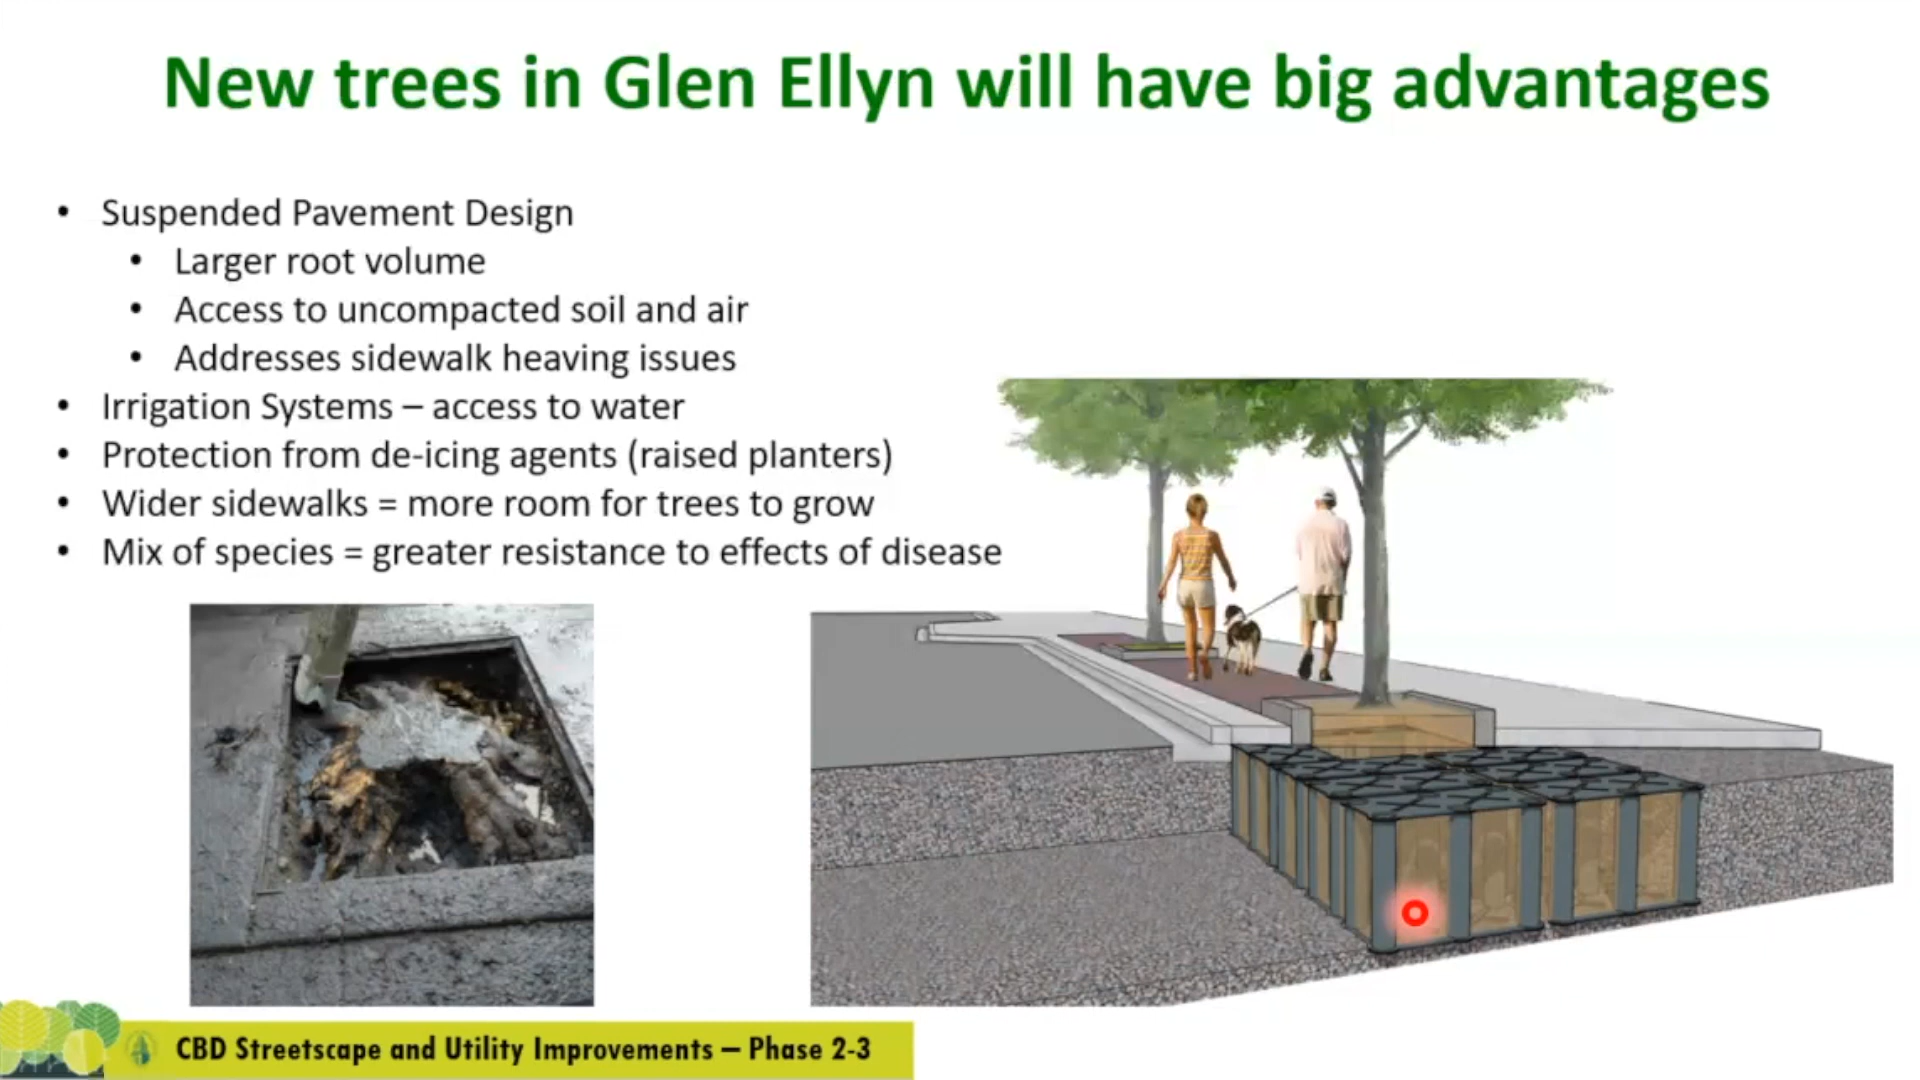 New trees in Glen Ellyn will have big advantages
• Suspended Pavement Design
• Larger root volume
• Access to uncompacted soil and air
• Addresses sidewalk heaving issues
• Irrigation Systems – access to water
• Protection from de-icing agents (raised planters)
• Wider sidewalks = more room for trees to grow
• Mix of species = greater resistance to effects of disease
CBD Streetscape and Utility Improvements – Phase 2-3